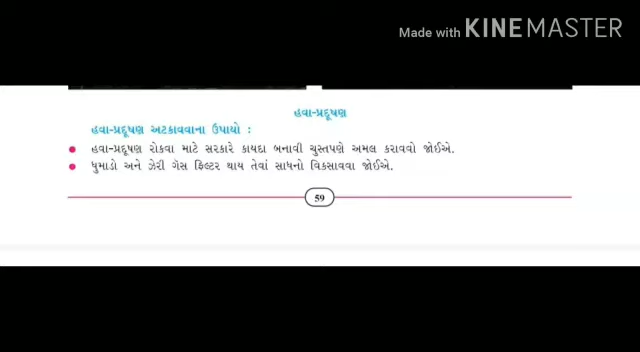 Made with KINEMASTER
હવા-પ્રદૂષણ
હવા-પ્રદૂષણ અટકાવવાના ઉપાયો :
હવા-પ્રદૂષણ રોકવા માટે સરકારે કાયદા બનાવી ચુસ્તપણે અમલ કરાવવો જોઈએ.
ધુમાડો અને ઝેરી ગૅસ ફિલ્ટર થાય તેવાં સાધનો વિકસાવવા જોઈએ.
59